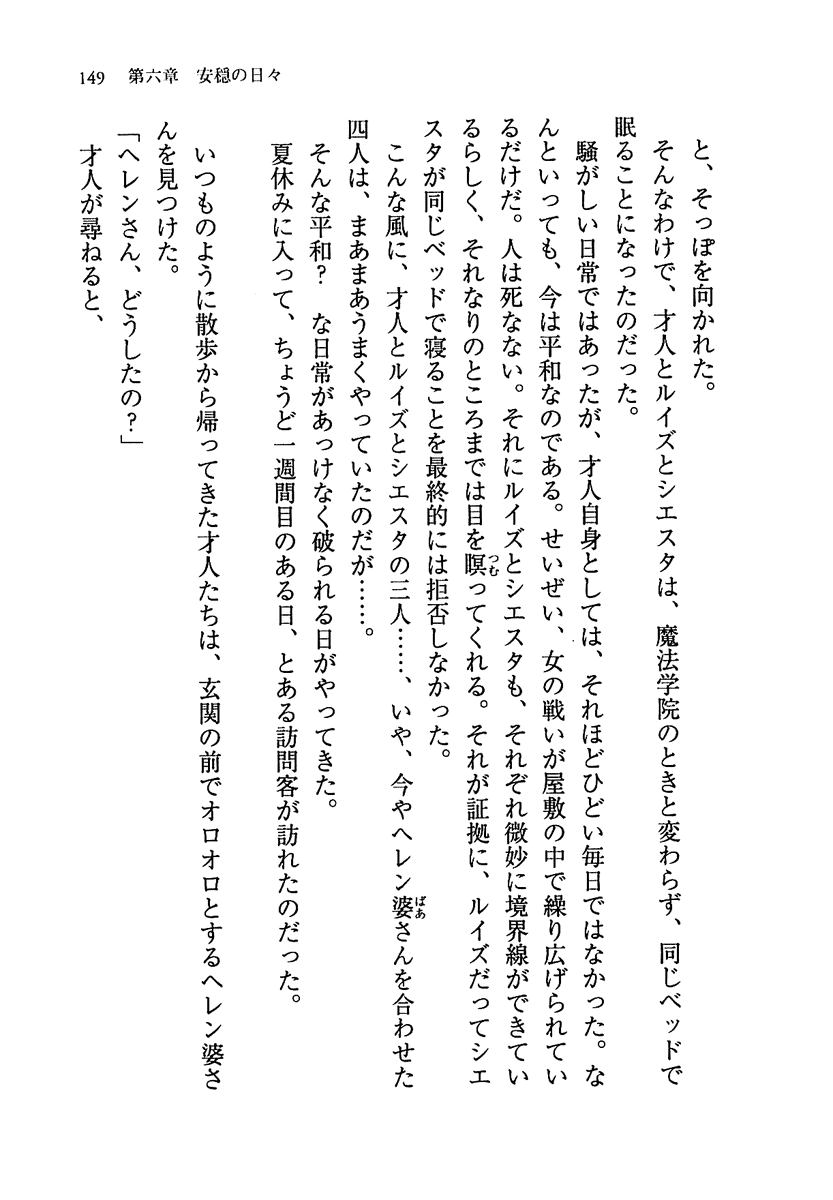 149　第六章　安穏の日々
と、そっぽを向かれた。
そんなわけで、才人とルイズとシエスタは、魔法学院のときと変わらず、同じベッドで
眠ることになったのだった。
騒がしい日常ではあったが、才人自身としては、それほどひどい毎日ではなかった。な
んといっても、今は平和なのである。せいぜい、女の戦いが屋敷の中で繰り広げられてい
るだけだ。人は死なない。それにルイズとシエスタも、それぞれ微妙に境界線ができてい
るらしく、それなりのところまでは目を瞑ってくれる。それが証拠に、ルイズだってシエ
スタが同じベッドで寝ることを最終的には拒否しなかった。
こんな風に、才人とルイズとシエスタの三人……、いや、今やヘレン婆さんを合わせた
四人は、まあまあうまくやっていたのだが……。
そんな平和？　な日常があっけなく破られる日がやってきた。
夏休みに入って、ちょうど一週間目のある日、とある訪問客が訪れたのだった。
いつものように散歩から帰ってきた才人たちは、玄関の前でオロオロとするヘレン婆さ
んを見つけた。
「ヘレンさん、どうしたの？」
才人が尋ねると、